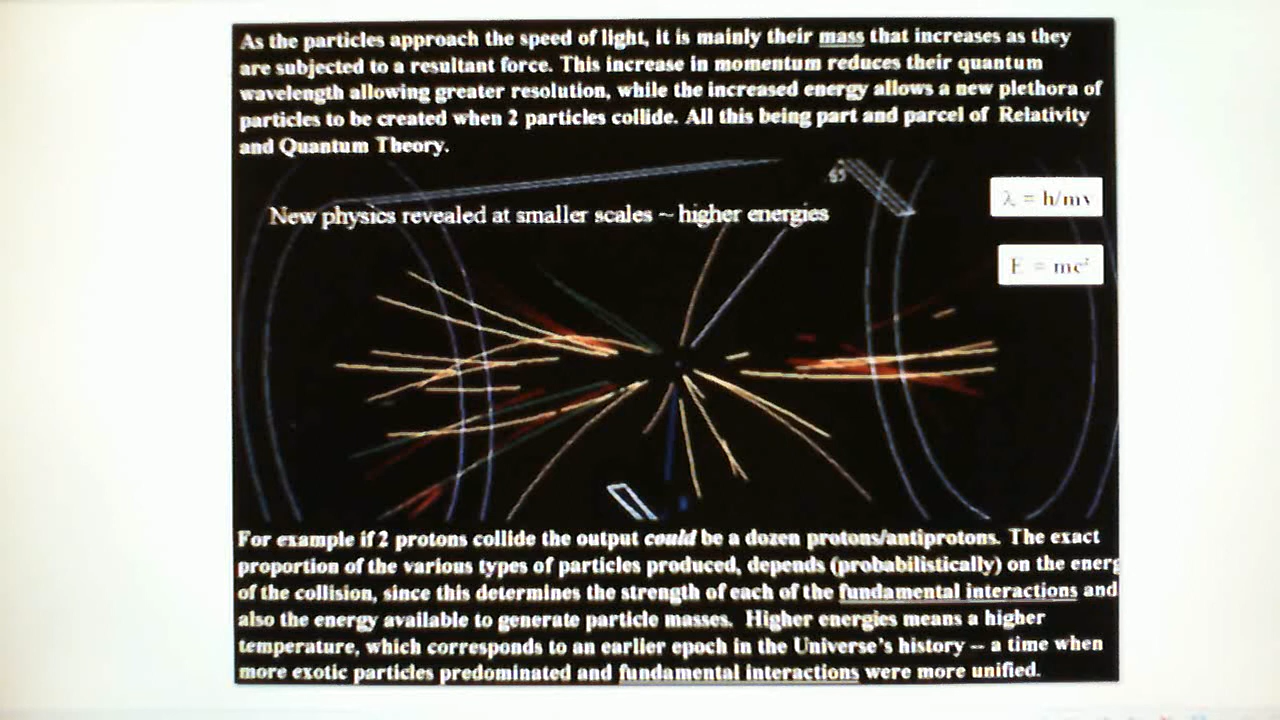 As the particles approach the speed of light, it is mainly their mass that increases as they
are subjected to a resultant force. This increase in momentum reduces their quantum
wavelength allowing greater resolution, while the increased energy allows a new plethora of
particles to be created when 2 particles collide. All this being part and parcel of Relativity
and Quantum Theory.
New physics revealed at smaller scales ~ higher energies
λ = h/mv
E = mc²
For example if 2 protons collide the output could be a dozen protons/antiprotons. The exact
proportion of the various types of particles produced, depends (probabilistically) on the energ
of the collision, since this determines the strength of each of the fundamental interactions and
also the energy available to generate particle masses. Higher energies means a higher
temperature, which corresponds to an earlier epoch in the Universe's history -- a time when
more exotic particles predominated and fundamental interactions were more unified.